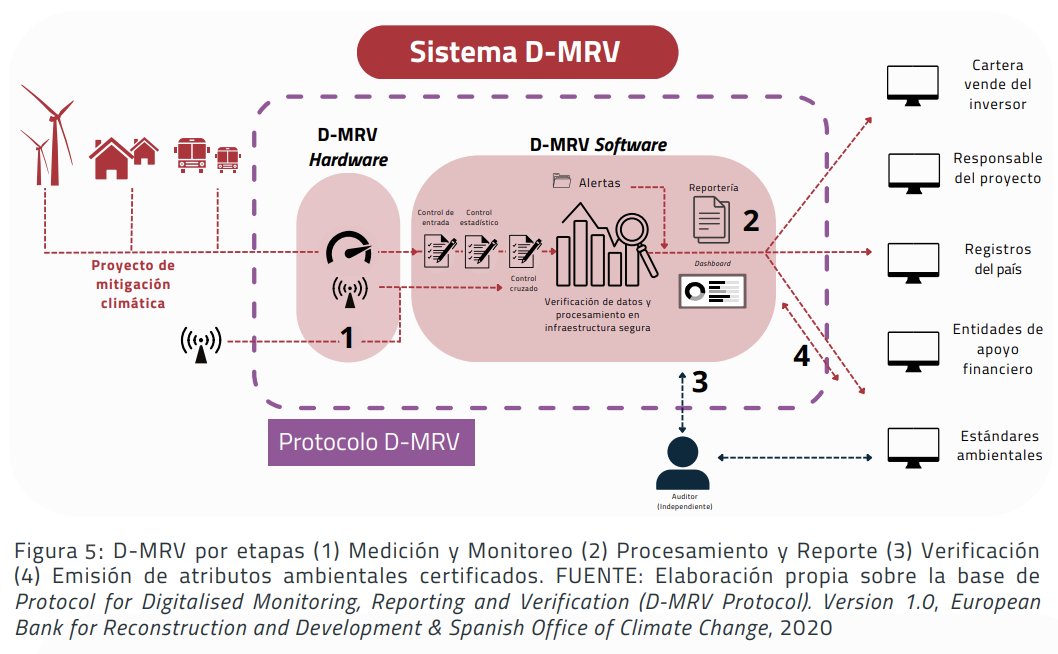 Sistema D-MRV
D-MRV
Hardware
D-MRV Software
Alertas
Reportería
2
Control de
entrada
Control
estadístico
Control
cruzado
Dashboard
Verificación de datos y
procesamiento en
infraestructura segura
Proyecto de
mitigación
climática
1
4
3
Protocolo D-MRV
Auditor
(Independiente)
Cartera
vende del
inversor
Responsable
del proyecto
Registros
del país
Entidades de
apoyo
financiero
Estándares
ambientales
Figura 5: D-MRV por etapas (1) Medición y Monitoreo (2) Procesamiento y Reporte (3) Verificación
(4) Emisión de atributos ambientales certificados. FUENTE: Elaboración propia sobre la base de
Protocol for Digitalised Monitoring, Reporting and Verification (D-MRV Protocol). Version 1.0, European
Bank for Reconstruction and Development & Spanish Office of Climate Change, 2020